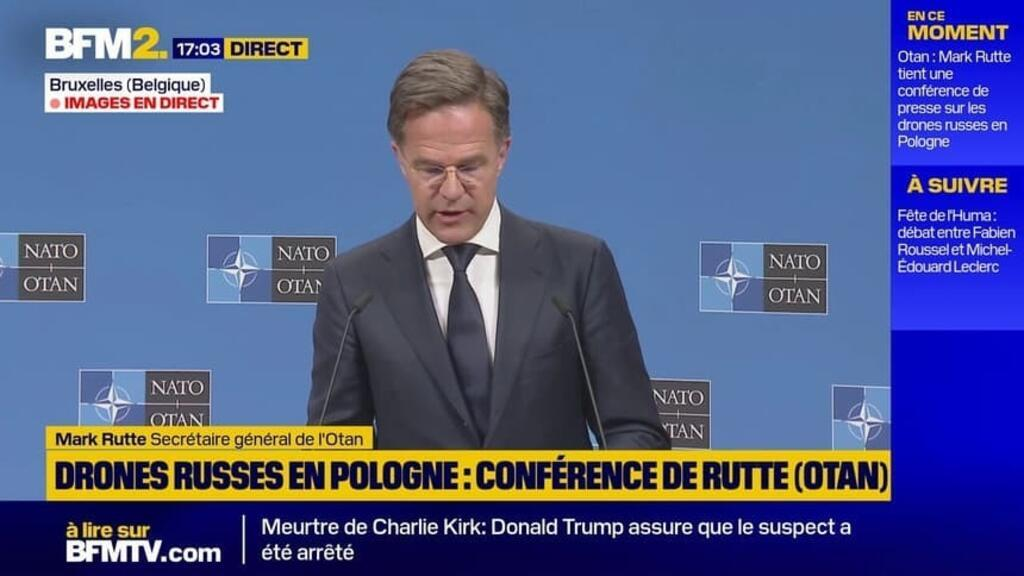 BFM2.
17:03 DIRECT
Bruxelles (Belgique)
IMAGES EN DIRECT
EN CE
MOMENT
Otan : Mark Rutte
tient une
conférence de
presse sur les
drones russes en
Pologne
À SUIVRE
Fête de l'Huma :
débat entre Fabien
Roussel et Michel-
Édouard Leclerc
NATO
OTAN
NATO
OTAN
NATO
OTAN
NATO
OTAN
NATO
OTAN
Mark Rutte Secrétaire général de l'Otan
DRONES RUSSES EN POLOGNE : CONFÉRENCE DE RUTTE (OTAN)
à lire sur
BFMTV.com
Meurtre de Charlie Kirk: Donald Trump assure que le suspect a
été arrêté